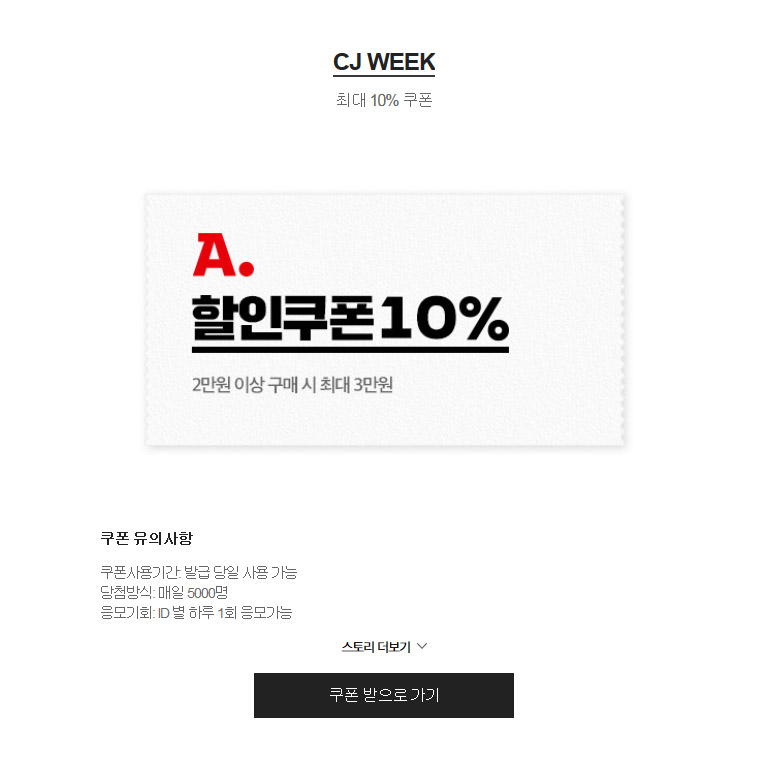 CJ WEEK
최대 10% 쿠폰
A.
할인쿠폰10%
2만원 이상 구매 시 최대 3만원
쿠폰 유의사항
쿠폰사용기간: 발급 당일 사용 가능
당첨방식: 매일 5000명
응모기회: ID 별 하루 1회 응모가능
스토리 더보기
쿠폰 받으로 가기